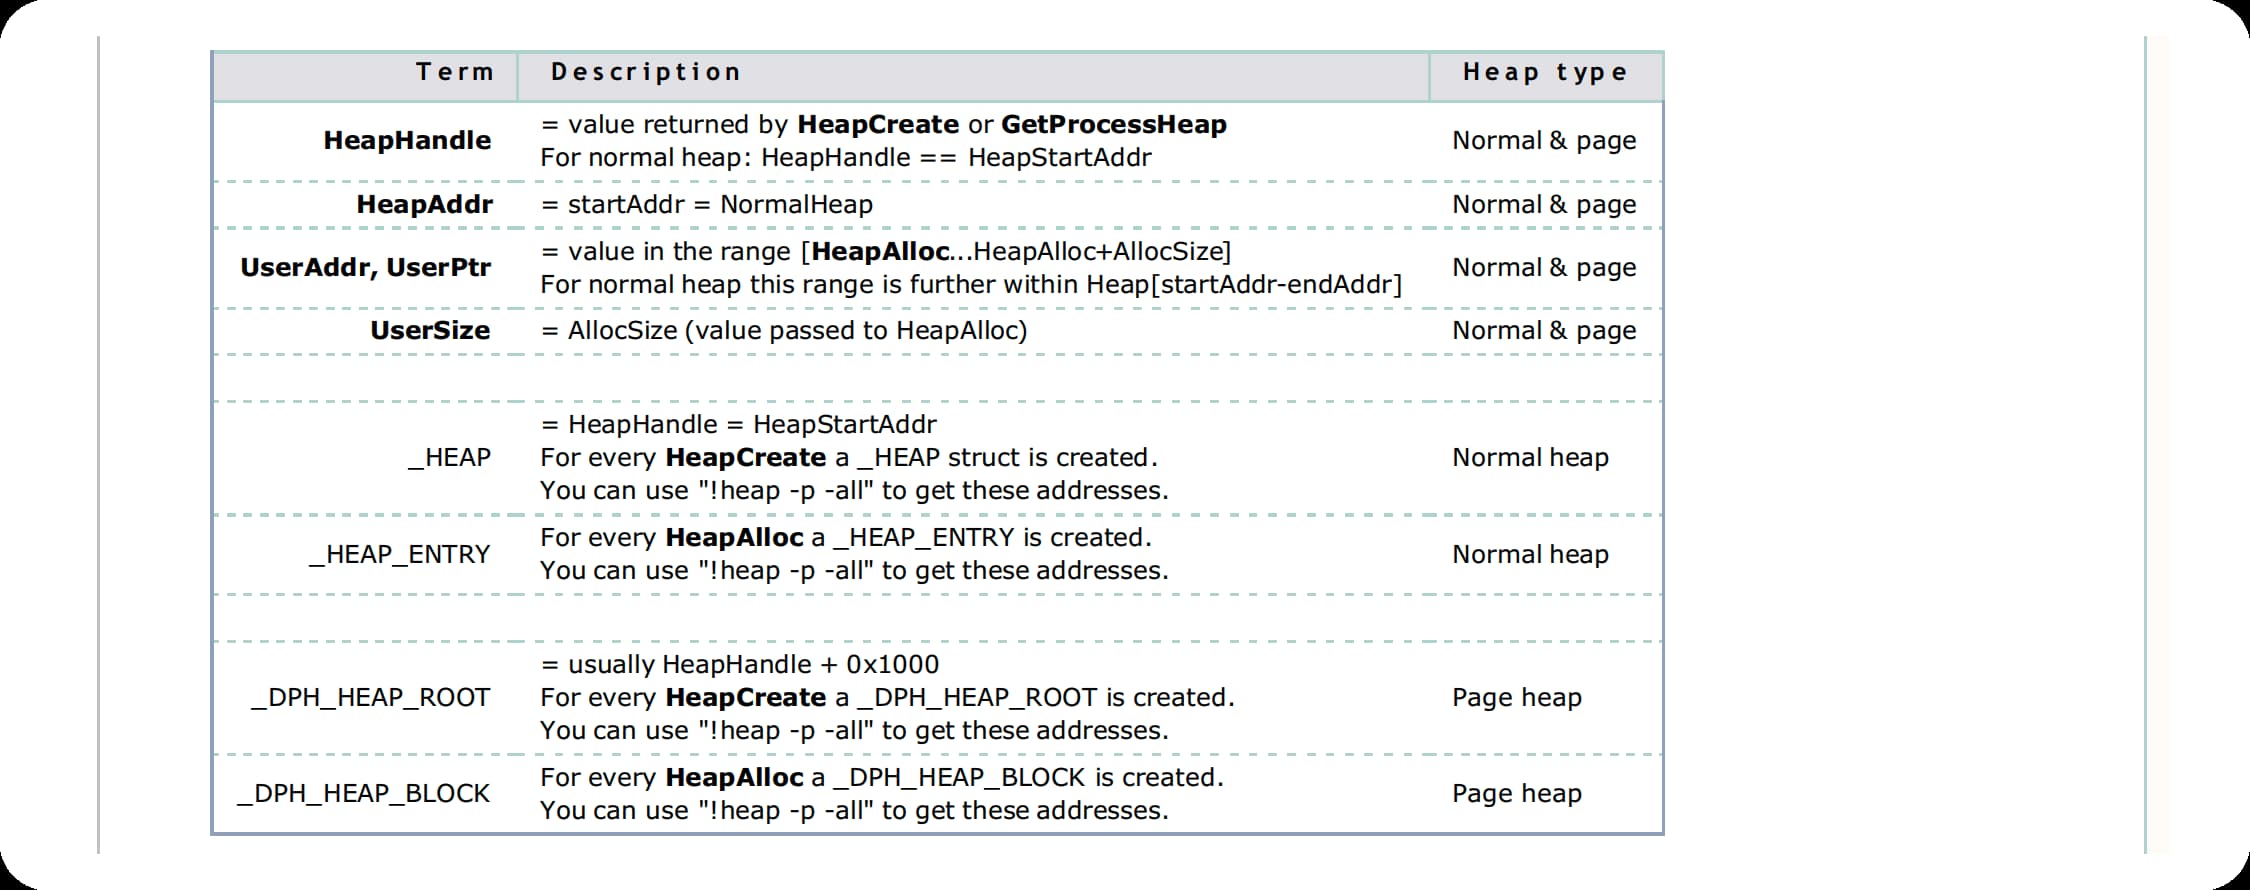 Term Description Heap type
HeapHandle = value returned by HeapCreate or GetProcessHeap
For normal heap: HeapHandle == HeapStartAddr Normal & page
HeapAddr = startAddr = NormalHeap Normal & page
UserAddr, UserPtr = value in the range [HeapAlloc...HeapAlloc+AllocSize]
For normal heap this range is further within Heap[startAddr-endAddr] Normal & page
UserSize = AllocSize (value passed to HeapAlloc) Normal & page
_HEAP = HeapHandle = HeapStartAddr
For every HeapCreate a _HEAP struct is created.
You can use "!heap -p -all" to get these addresses. Normal heap
_HEAP_ENTRY For every HeapAlloc a _HEAP_ENTRY is created.
You can use "!heap -p -all" to get these addresses. Normal heap
_DPH_HEAP_ROOT = usually HeapHandle + 0x1000
For every HeapCreate a _DPH_HEAP_ROOT is created.
You can use "!heap -p -all" to get these addresses. Page heap
_DPH_HEAP_BLOCK For every HeapAlloc a _DPH_HEAP_BLOCK is created.
You can use "!heap -p -all" to get these addresses. Page heap